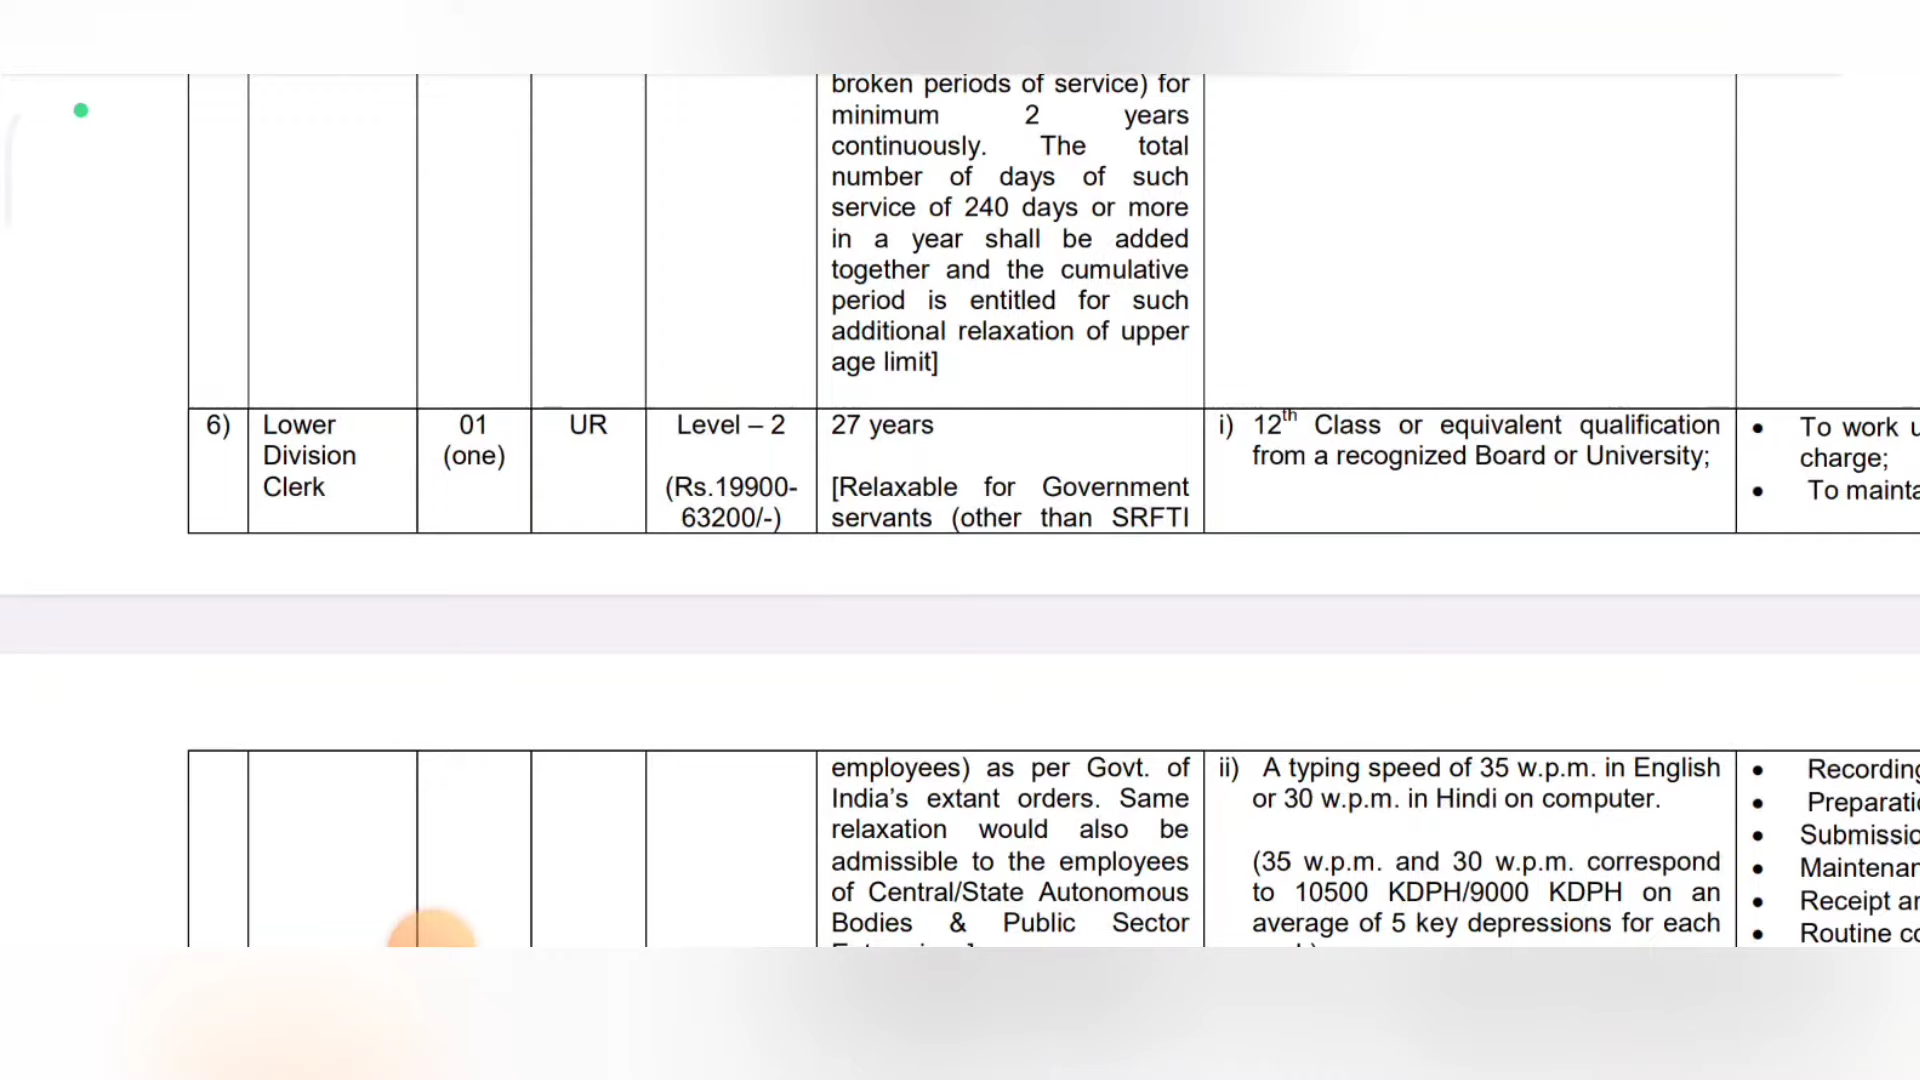 broken periods of service) for
minimum 2 years
continuously. The total
number of days of such
service of 240 days or more
in a year shall be added
together and the cumulative
period is entitled for such
additional relaxation of upper
age limit]
6)
Lower
Division
Clerk
01
(one)
UR
Level – 2
(Rs.19900-
63200/-)
27 years
[Relaxable for Government
servants (other than SRFTI
i) 12th Class or equivalent qualification
from a recognized Board or University;
• To work
charge;
• To
employees) as per Govt. of
India's extant orders. Same
relaxation would also be
admissible to the employees
of Central/State Autonomous
Bodies & Public Sector
ii) A typing speed of 35 w.p.m. in English
or 30 w.p.m. in Hindi on computer.
(35 w.p.m. and 30 w.p.m. correspond
to 10500 KDPH/9000 KDPH on an
average of 5 key depressions for each
• Recording
•
•
•
• Receipt
• Routine